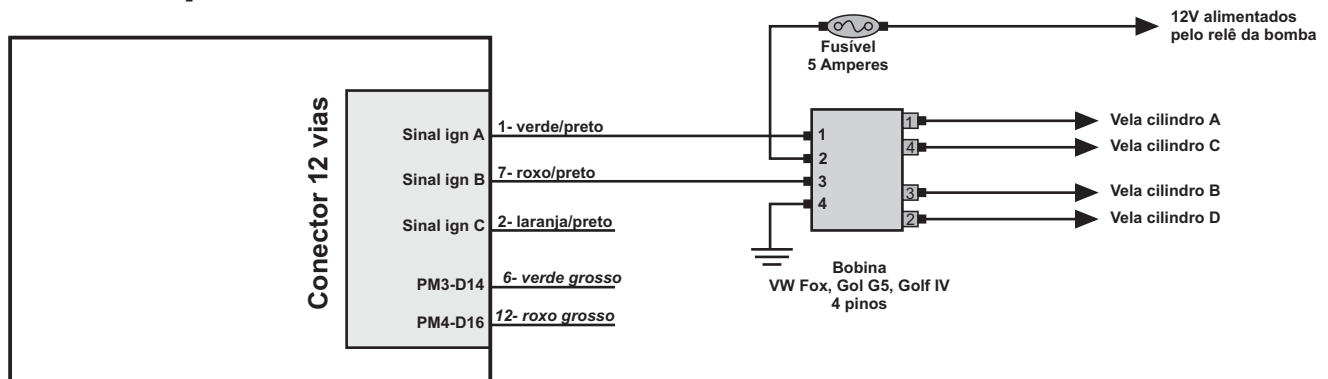 12V alimentados
pelo relê da bomba
Fusível
5 Amperes
Conector 12 vias
Sinal ign A
1- verde/preto
Sinal ign B
7- roxo/preto
Sinal ign C
2- laranja/preto
PM3-D14
6- verde grosso
PM4-D16
12- roxo grosso
1
2
3
4
1
4
3
2
Vela cilindro A
Vela cilindro C
Vela cilindro B
Vela cilindro D
Bobina
VW Fox, Gol G5, Golf IV
4 pinos